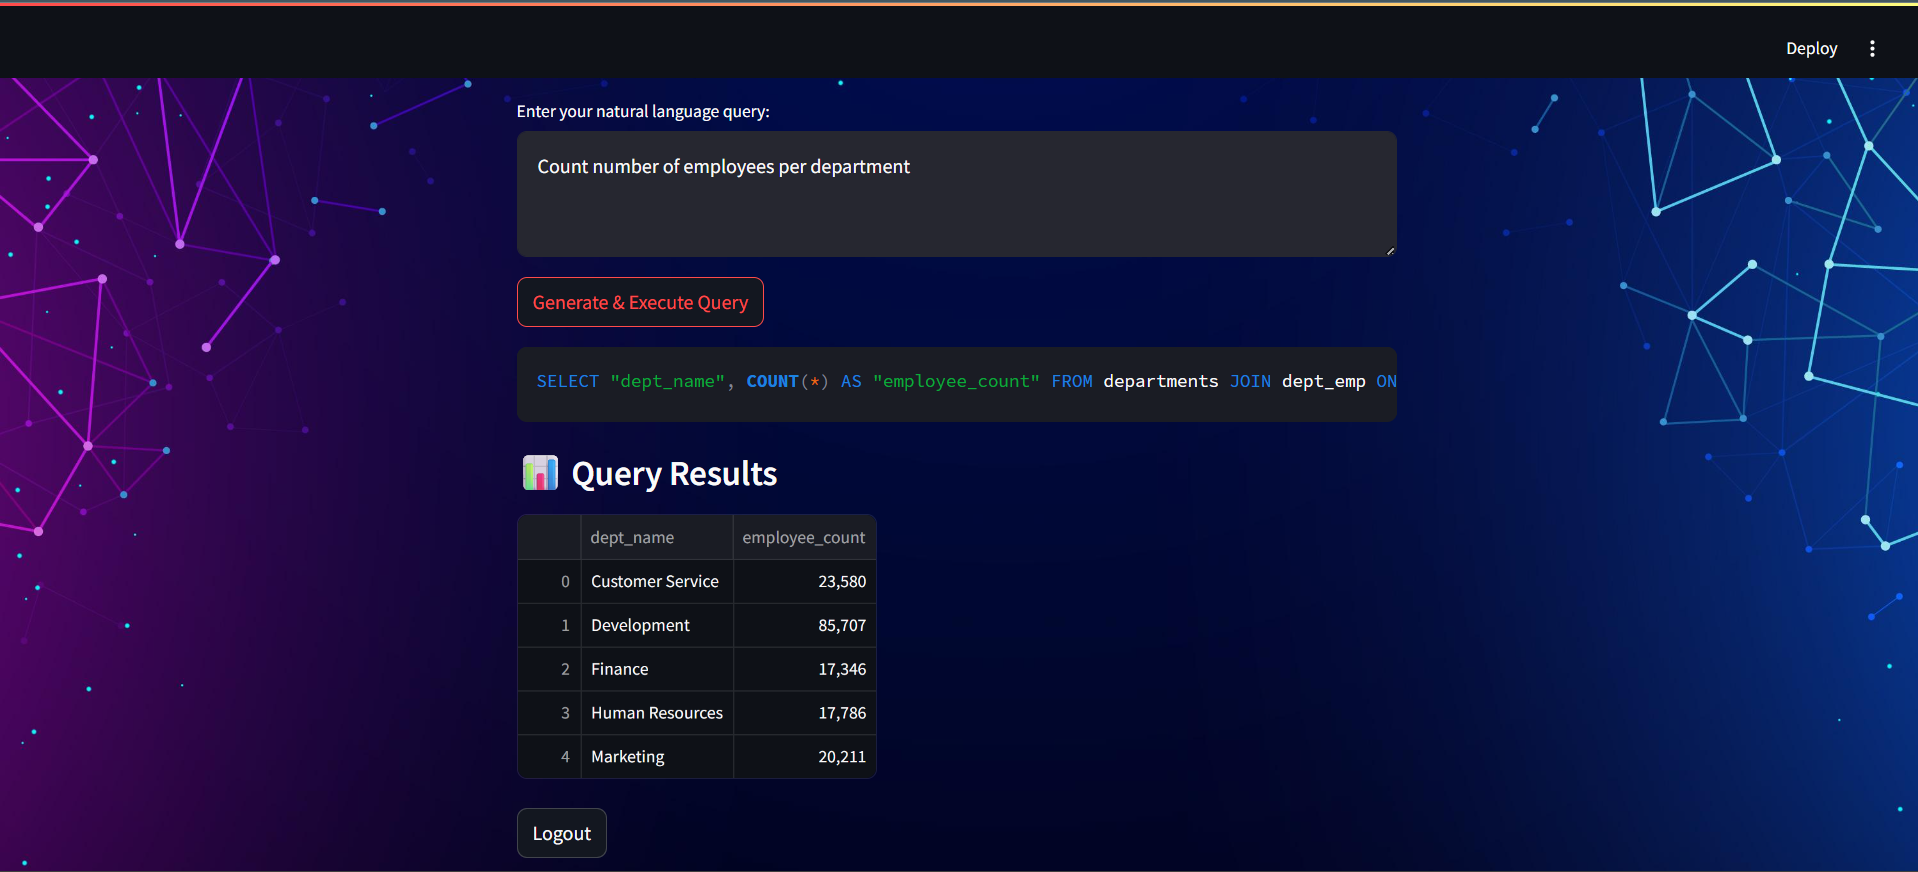 Deploy
Enter your natural language query:
Count number of employees per department
Generate & Execute Query
SELECT "dept_name", COUNT(*) AS "employee_count" FROM departments JOIN dept_emp ON
Query Results
dept_name employee_count
0 Customer Service 23,580
1 Development 85,707
2 Finance 17,346
3 Human Resources 17,786
4 Marketing 20,211
Logout